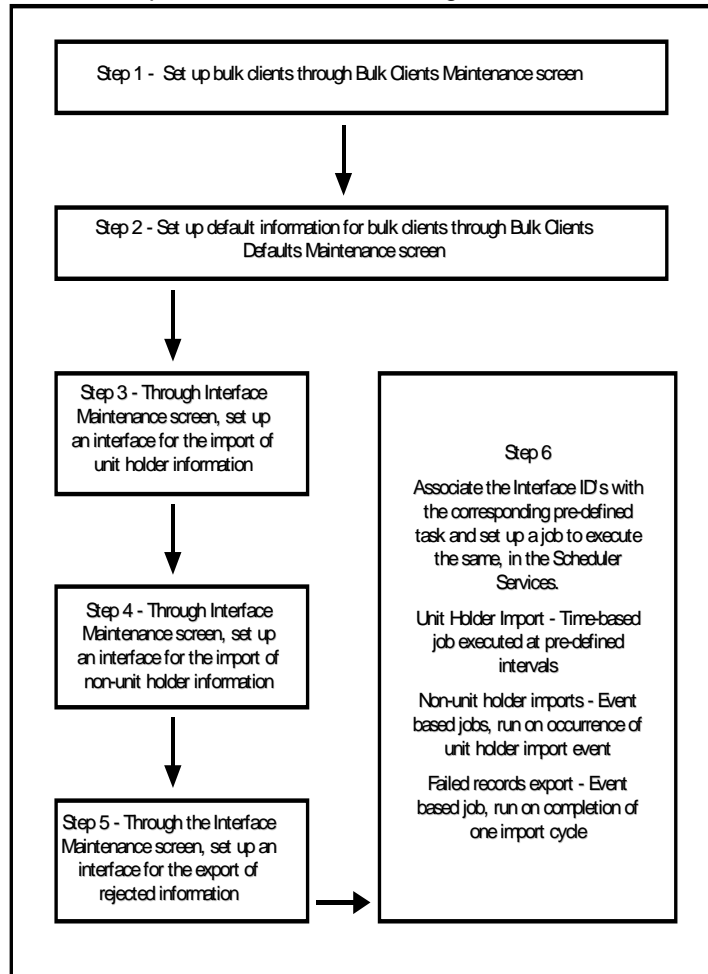 Step 1 - Set up bulk clients through Bulk Clients Maintenance screen
Step 2 - Set up default information for bulk clients through Bulk Clients
Defaults Maintenance screen
Step 3 - Through Interface
Maintenance screen, set up
an interface for the import of
unit holder information
Step 4 - Through Interface
Maintenance screen, set up
an interface for the import of
non-unit holder information
Step 5 - Through the Interface
Maintenance screen, set up an
interface for the export of
rejected information
Step 6
Associate the Interface ID's with
the corresponding pre-defined
task and set up a job to execute
the same, in the Scheduler
Services.
Unit Holder Import - Time-based
job executed at pre-defined
intervals
Non-unit holder imports - Event
based jobs, run on occurrence of
unit holder import event
Failed records export - Event
based job, run on completion of
one import cycle